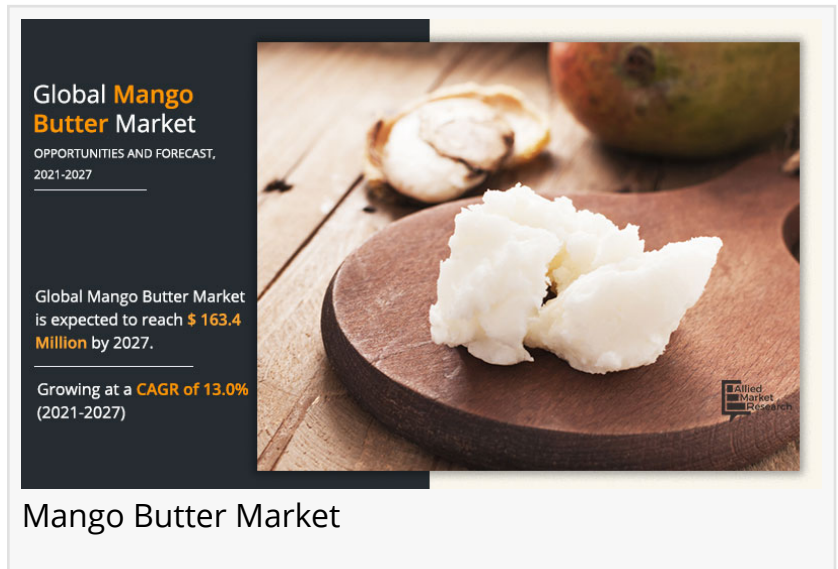 Global Mango
Butter Market
OPPORTUNITIES AND FORECAST,
2021-2027
Global Mango Butter Market
is expected to reach $ 163.4
Million by 2027.
Growing at a CAGR of 13.0%
(2021-2027)
Allied
Market
Research
Mango Butter Market